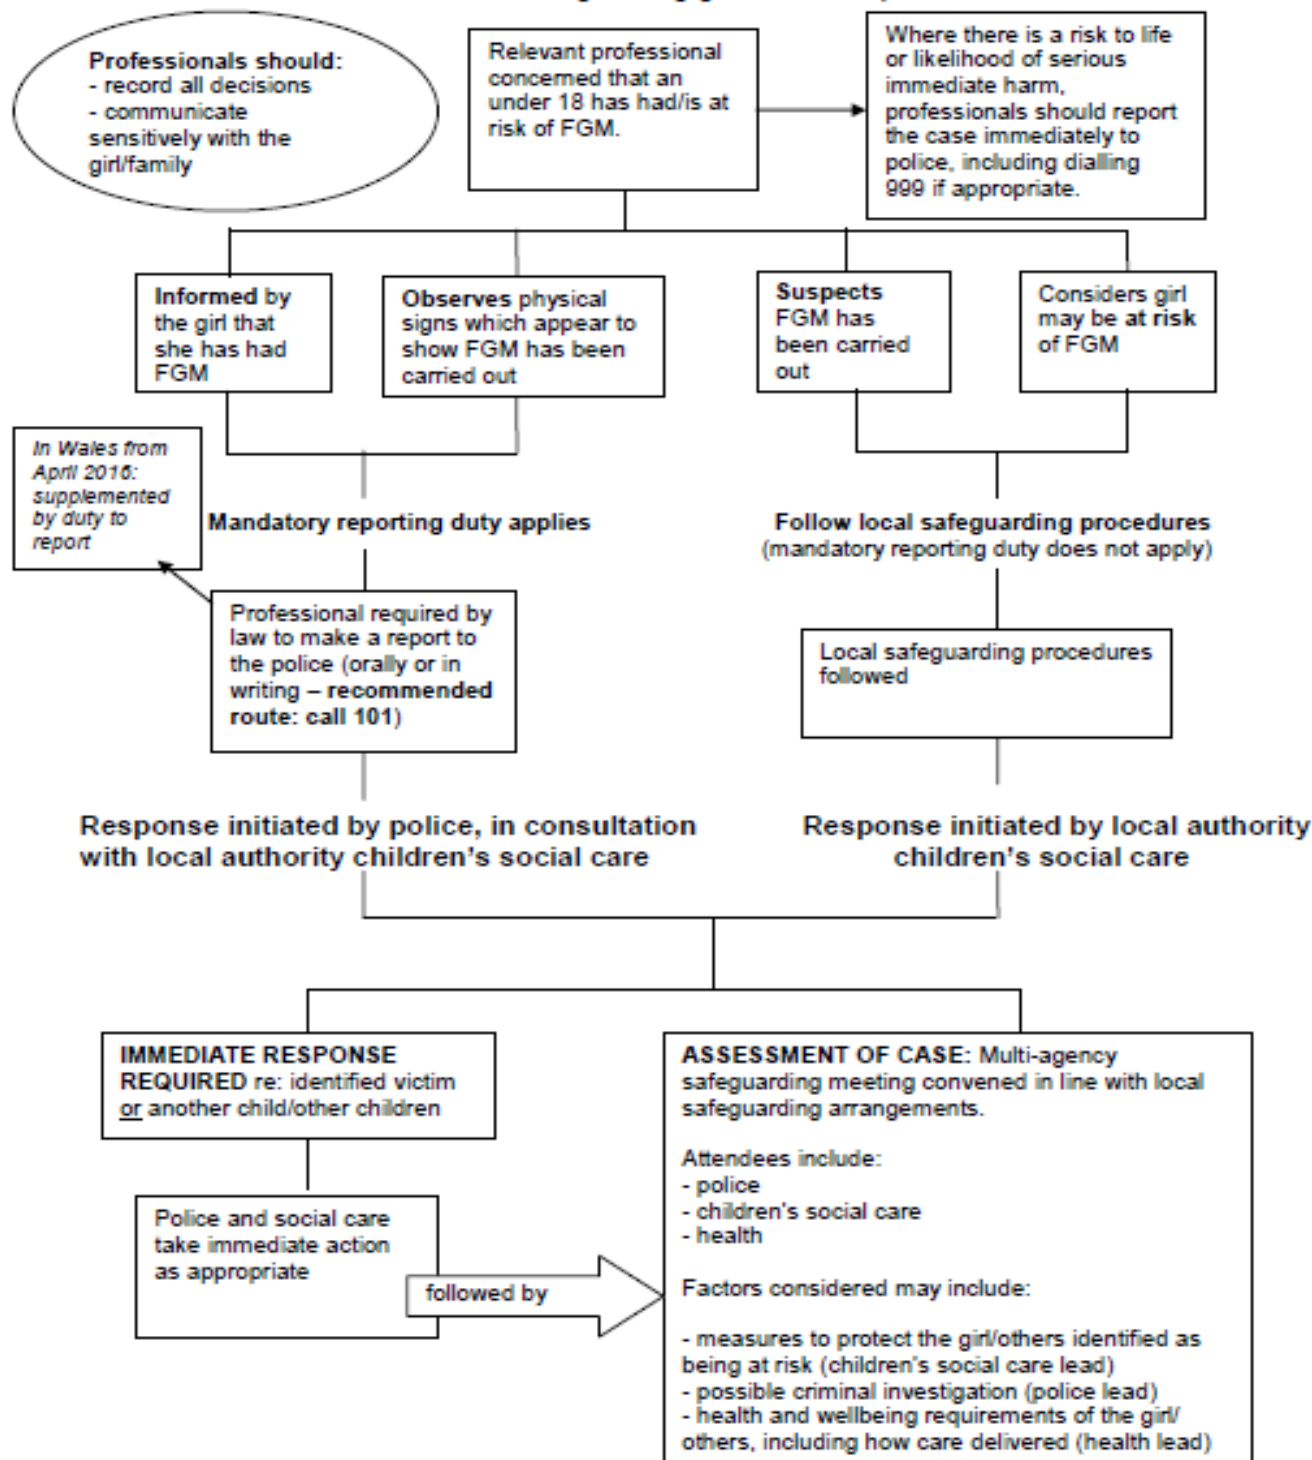 Professionals should:
- record all decisions
- communicate
sensitively with the
girl/family
Relevant professional
concerned that an
under 18 has had/is at
risk of FGM.
Where there is a risk to life
or likelihood of serious
immediate harm,
professionals should report
the case immediately to
police, including dialling
999 if appropriate.
Informed by
the girl that
she has had
FGM
Observes physical
signs which appear to
show FGM has been
carried out
Suspects
FGM has
been carried
out
Considers girl
may be at risk
of FGM
In Wales from
April 2016:
supplemented
by duty to
report
Mandatory reporting duty applies
Follow local safeguarding procedures
(mandatory reporting duty does not apply)
Professional required by
law to make a report to
the police (orally or in
writing – recommended
route: call 101)
Local safeguarding procedures
followed
Response initiated by police, in consultation
with local authority children's social care
Response initiated by local authority
children's social care
IMMEDIATE RESPONSE
REQUIRED re: identified victim
or another child/other children
Police and social care
take immediate action
as appropriate
followed by
ASSESSMENT OF CASE: Multi-agency
safeguarding meeting convened in line with local
safeguarding arrangements.
Attendees include:
- police
- children's social care
- health
Factors considered may include:
- measures to protect the girl/others identified as
being at risk (children's social care lead)
- possible criminal investigation (police lead)
- health and wellbeing requirements of the girl/
others, including how care delivered (health lead)